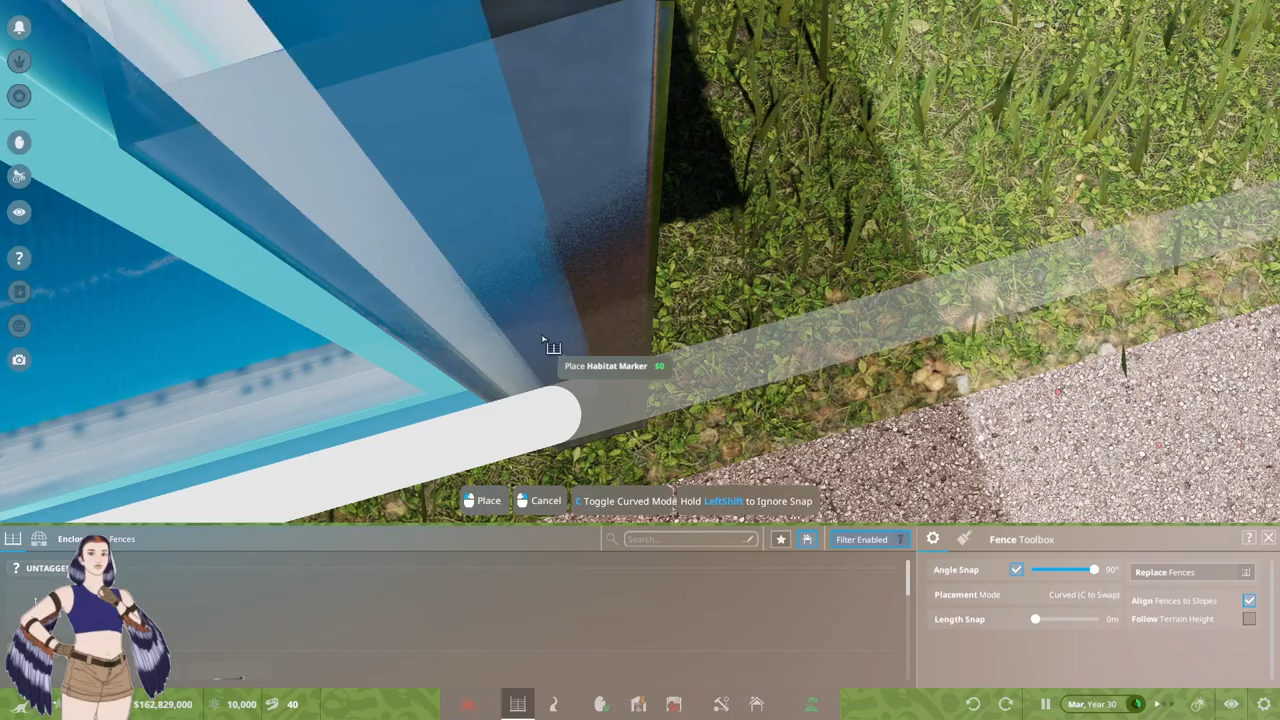 Place Habitat Marker $0
Place
Cancel
C Toggle Curved Mode
Hold LeftShift to Ignore Snap
Fences
Search...
Filter Enabled
Fence Toolbox
?
? UNTAGGED
Angle Snap
90°
Replace Fences
Placement Mode
Curved (C to Swap)
Align Fences to Slopes
Length Snap
0m
Follow Terrain Height
$162,829,000
10,000
40
Mar, Year 30